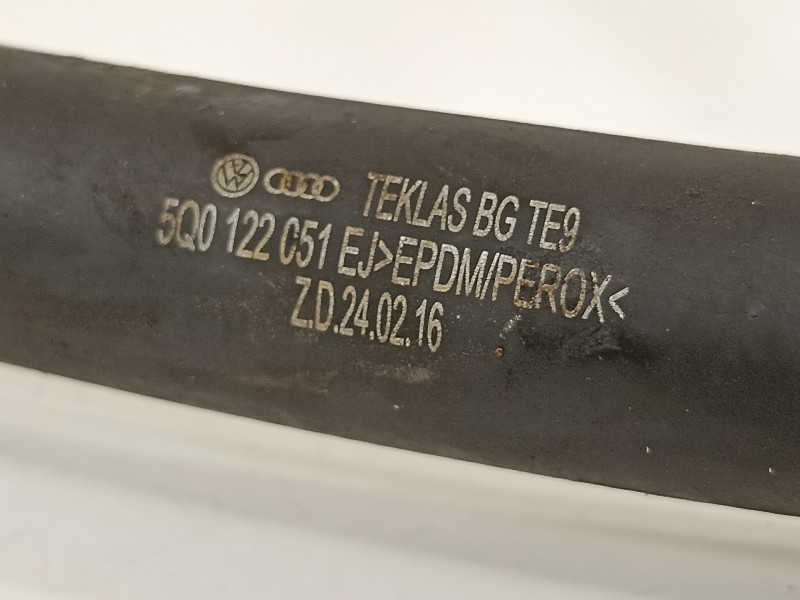 TEKLAS BG TE9
5Q0 122 051 EJ>EPDM/PEROX<
Z.D.24.02.16